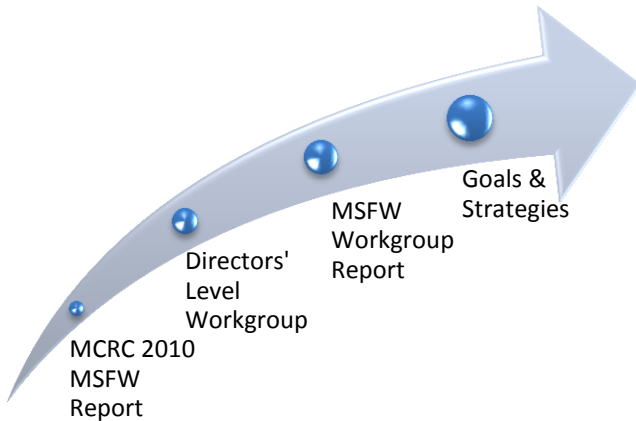 MCRC 2010
MSFW
Report
Directors'
Level
Workgroup
MSFW
Workgroup
Report
Goals &
Strategies